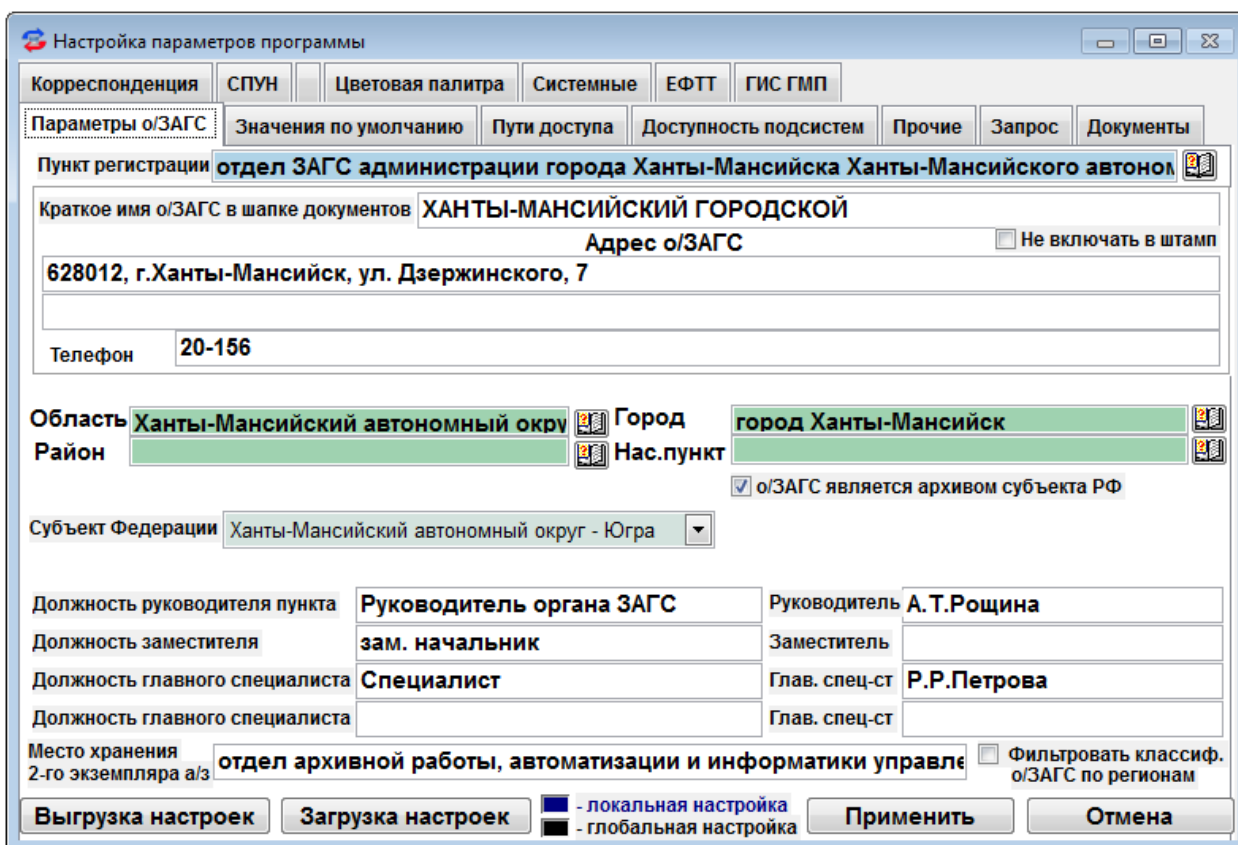 Настройка параметров программы
Корреспонденция СПУН Цветовая палитра Системные ЕФТТ ГИС ГМП
Параметры о/ЗАГС Значения по умолчанию Пути доступа Доступность подсистем Прочие Запрос Документы
Пункт регистрации отдел ЗАГС администрации города Ханты-Мансийска Ханты-Мансийского автоном
Краткое имя о/ЗАГС в шапке документов ХАНТЫ-МАНСИЙСКИЙ ГОРОДСКОЙ
Адрес о/ЗАГС Не включать в штамп
628012, г.Ханты-Мансийск, ул. Дзержинского, 7
Телефон 20-156
Область Ханты-Мансийский автономный окру Город город Ханты-Мансийск
Район Нас.пункт
о/ЗАГС является архивом субъекта РФ
Субъект Федерации Ханты-Мансийский автономный округ - Югра
Должность руководителя пункта Руководитель органа ЗАГС Руководитель А.Т.Рощина
Должность заместителя зам. начальник Заместитель
Должность главного специалиста Специалист Глав. спец-ст Р.Р.Петрова
Должность главного специалиста Глав. спец-ст
Место хранения
2-го экземпляра а/з отдел архивной работы, автоматизации и информатики управле Фильтровать классиф.
о/ЗАГС по регионам
Выгрузка настроек Загрузка настроек - локальная настройка
- глобальная настройка Применить Отмена